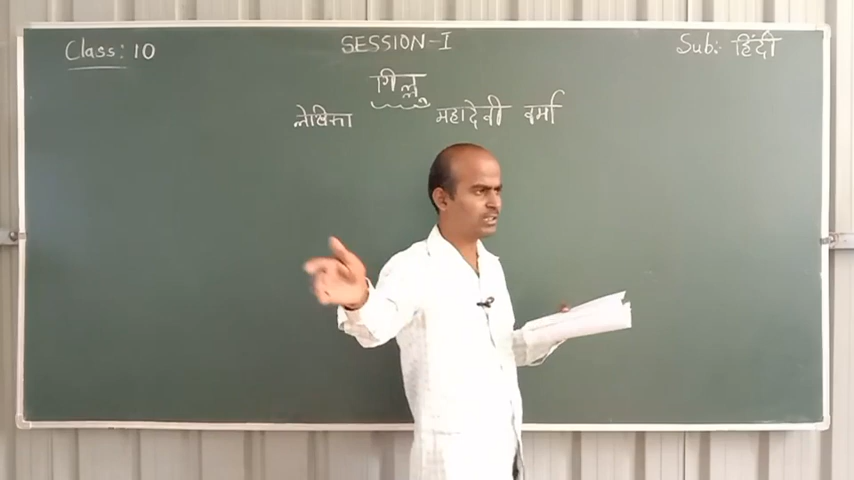 Class: 10 SESSION-I Sub:- हिंदी
गिल्लू
लेखिका महादेवी वर्मा